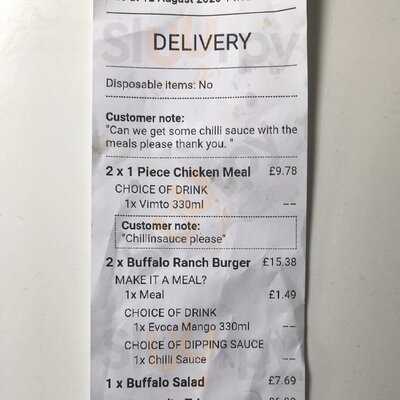 DELIVERY
Disposable items: No
Customer note:
"Can we get some chilli sauce with the
meals please thank you. "
2 x 1 Piece Chicken Meal £9.78
CHOICE OF DRINK
1x Vimto 330ml --
Customer note:
"Chillinsauce please"
2 x Buffalo Ranch Burger £15.38
MAKE IT A MEAL?
1x Meal £1.49
CHOICE OF DRINK
1x Evoca Mango 330ml --
CHOICE OF DIPPING SAUCE
1x Chilli Sauce --
1 x Buffalo Salad £7.69